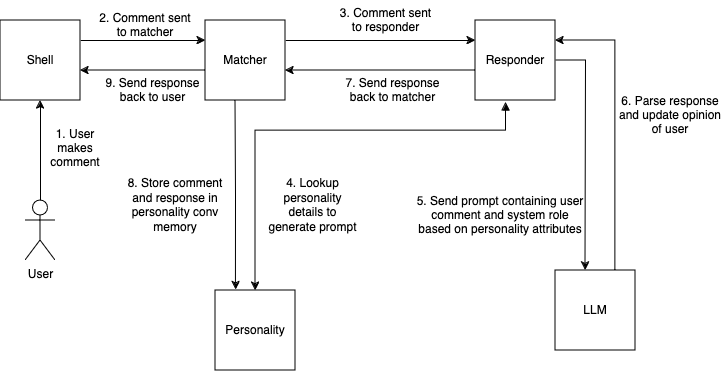 2. Comment sent
to matcher
3. Comment sent
to responder
Shell
Matcher
Responder
9. Send response
back to user
7. Send response
back to matcher
6. Parse response
and update opinion
of user
1. User
makes
comment
8. Store comment
and response in
personality conv
memory
4. Lookup
personality
details to
generate prompt
5. Send prompt containing user
comment and system role
based on personality attributes
User
Personality
LLM